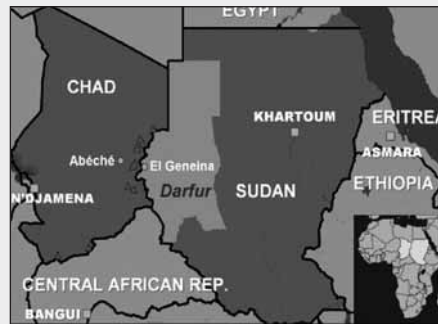 EGYPT
CHAD
KHARTOUM
ERITREA
ASMARA
Abéché
El Geneina
Darfur
N'DJAMENA
SUDAN
ETHIOPIA
CENTRAL AFRICAN REP.
BANGUI